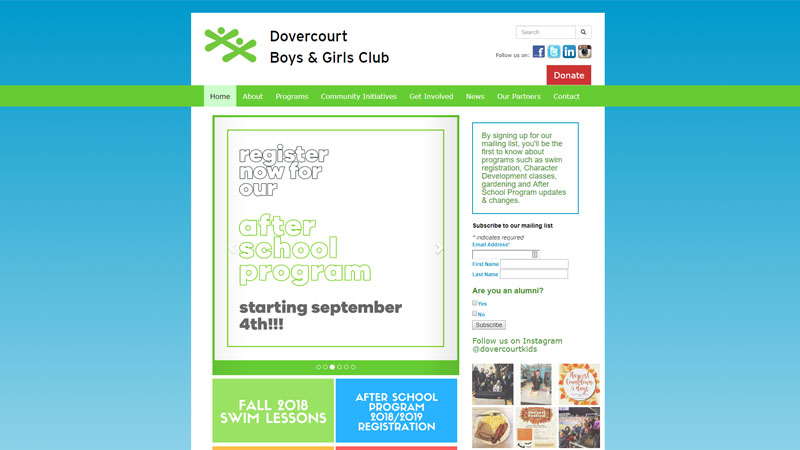 Dovercourt
Boys & Girls Club
Search
Follow us on:
Donate
Home About Programs Community Initiatives Get Involved News Our Partners Contact
register
now for
our
after
school
program
starting september
4th!!!
By signing up for our
mailing list, you'll be the
first to know about
programs such as swim
registration, Character
Development classes,
gardening and After
School Program updates
& changes.
Subscribe to our mailing list
* indicates required
Email Address*
First Name
Last Name
Are you an alumni?
Yes
No
Subscribe
Follow us on Instagram
@dovercourtkids
FALL 2018
SWIM LESSONS
AFTER SCHOOL
PROGRAM
2018/2019
REGISTRATION